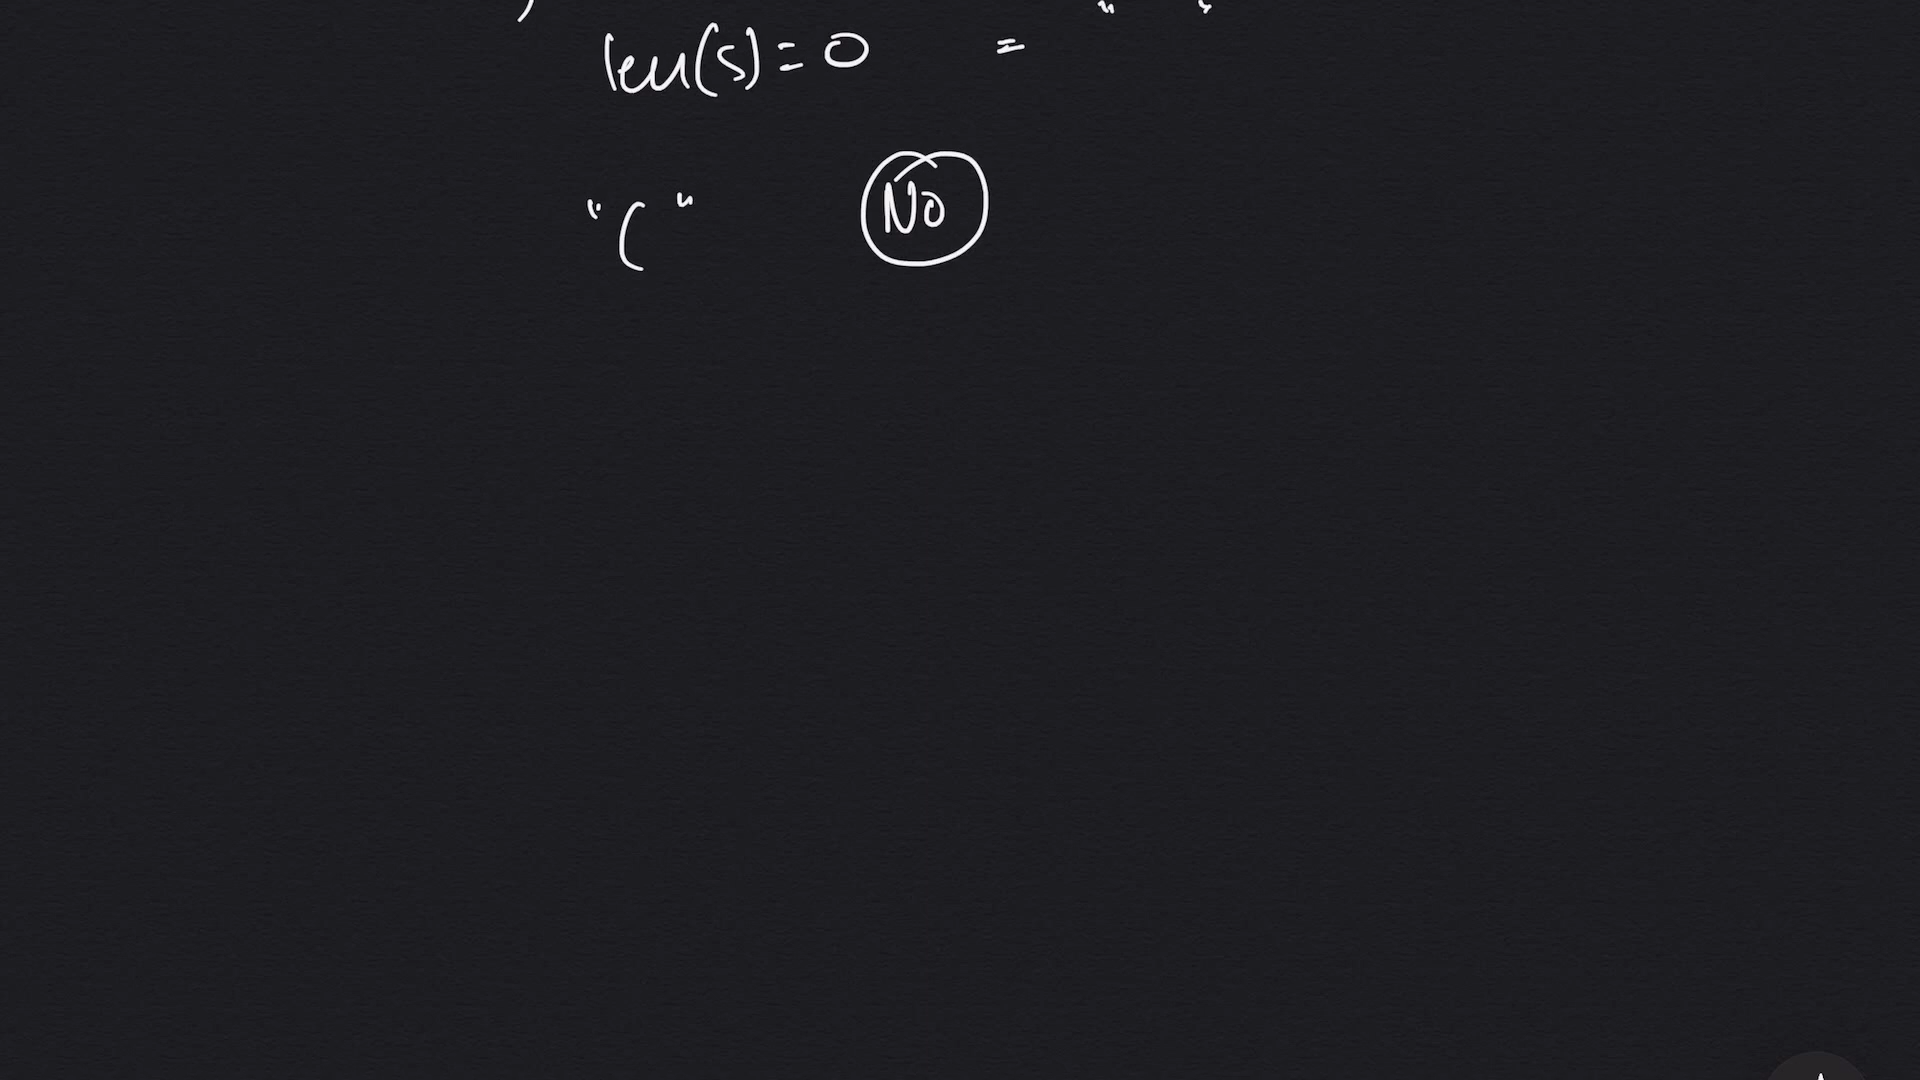 len(s) = 0 = " "
"( " No